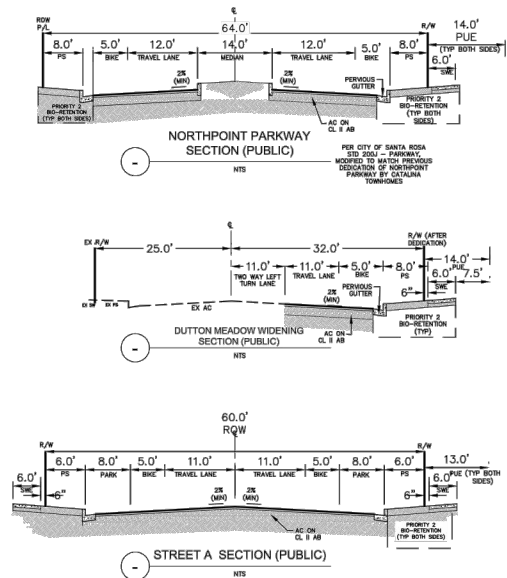 ROW
P/L
℄
R/W
64.0'
14.0'
PUE
(TYP BOTH SIDES)
8.0' 5.0' 12.0' 14.0' 12.0' 5.0' 8.0'
PS BIKE TRAVEL LANE MEDIAN TRAVEL LANE BIKE PS
6.0'
SWE
2%
(MIN)
2%
(MIN)
PERVIOUS
GUTTER
PRIORITY 2
BIO-RETENTION
(TYP BOTH
SIDES)
PRIORITY 2
BIO-RETENTION
(TYP BOTH
SIDES)
AC ON
CL II AB
NORTHPOINT PARKWAY
SECTION (PUBLIC)
-
NTS
PER CITY OF SANTA ROSA
STD 200J – PARKWAY,
MODIFIED TO MATCH PREVIOUS
DEDICATION OF NORTHPOINT
PARKWAY BY CATALINA
TOWNHOMES
EX R/W
℄
R/W (AFTER
DEDICATION)
25.0' 32.0'
14.0'
PUE
11.0' 11.0' 5.0' 8.0'
TWO WAY LEFT
TURN LANE
TRAVEL LANE BIKE PS
6.0' 7.5'
SWE
6"
2%
(MIN)
PERVIOUS
GUTTER
EX SW EX PS
EX AC
AC ON
CL II AB
PRIORITY 2
BIO-RETENTION
(TYP)
DUTTON MEADOW WIDENING
SECTION (PUBLIC)
-
NTS
60.0'
ROW
℄
R/W R/W
6.0' 6.0' 8.0' 5.0' 11.0' 11.0' 5.0' 8.0' 6.0' 13.0'
PS PARK BIKE TRAVEL LANE TRAVEL LANE BIKE PARK PS
PUE (TYP BOTH
SIDES)
SWE
6"
6.0'
SWE
6"
2%
(MIN)
2%
(MIN)
AC ON
CL II AB
PRIORITY 2
BIO-RETENTION
(TYP BOTH
SIDES)
STREET A SECTION (PUBLIC)
-
NTS